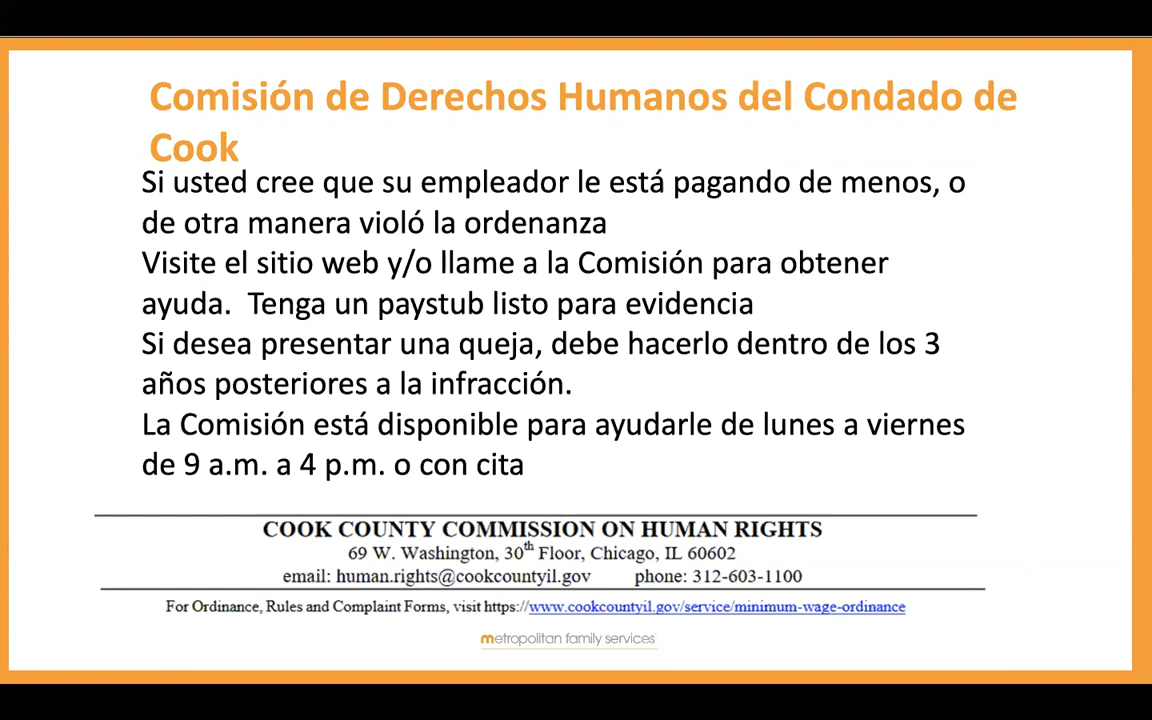 Comisión de Derechos Humanos del Condado de
Cook
Si usted cree que su empleador le está pagando de menos, o
de otra manera violó la ordenanza
Visite el sitio web y/o llame a la Comisión para obtener
ayuda.  Tenga un paystub listo para evidencia
Si desea presentar una queja, debe hacerlo dentro de los 3
años posteriores a la infracción.
La Comisión está disponible para ayudarle de lunes a viernes
de 9 a.m. a 4 p.m. o con cita
COOK COUNTY COMMISSION ON HUMAN RIGHTS
69 W. Washington, 30th Floor, Chicago, IL 60602
email: human.rights@cookcountyil.gov phone: 312-603-1100
For Ordinance, Rules and Complaint Forms, visit https://www.cookcountyil.gov/service/minimum-wage-ordinance
metropolitan family services